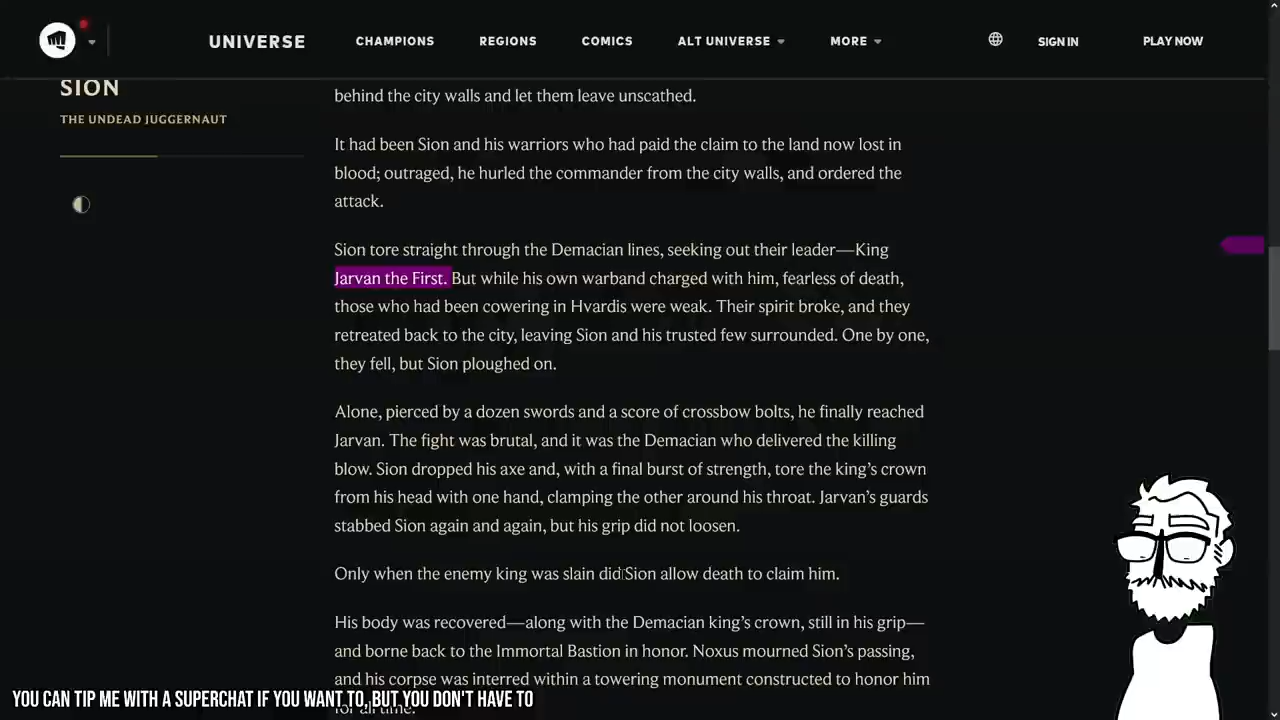 UNIVERSE
CHAMPIONS
REGIONS
COMICS
ALT UNIVERSE
MORE
SIGN IN
PLAY NOW
SION
THE UNDEAD JUGGERNAUT
behind the city walls and let them leave unscathed.
It had been Sion and his warriors who had paid the claim to the land now lost in
blood; outraged, he hurled the commander from the city walls, and ordered the
attack.
Sion tore straight through the Demacian lines, seeking out their leader—King
Jarvan the First. But while his own warband charged with him, fearless of death,
those who had been cowering in Hvardis were weak. Their spirit broke, and they
retreated back to the city, leaving Sion and his trusted few surrounded. One by one,
they fell, but Sion ploughed on.
Alone, pierced by a dozen swords and a score of crossbow bolts, he finally reached
Jarvan. The fight was brutal, and it was the Demacian who delivered the killing
blow. Sion dropped his axe and, with a final burst of strength, tore the king’s crown
from his head with one hand, clamping the other around his throat. Jarvan’s guards
stabbed Sion again and again, but his grip did not loosen.
Only when the enemy king was slain did Sion allow death to claim him.
His body was recovered—along with the Demacian king’s crown, still in his grip—
and borne back to the Immortal Bastion in honor. Noxus mourned Sion’s passing,
and his corpse was interred within a towering monument constructed to honor him
for all time.
YOU CAN TIP ME WITH A SUPERCHAT IF YOU WANT TO, BUT YOU DON'T HAVE TO